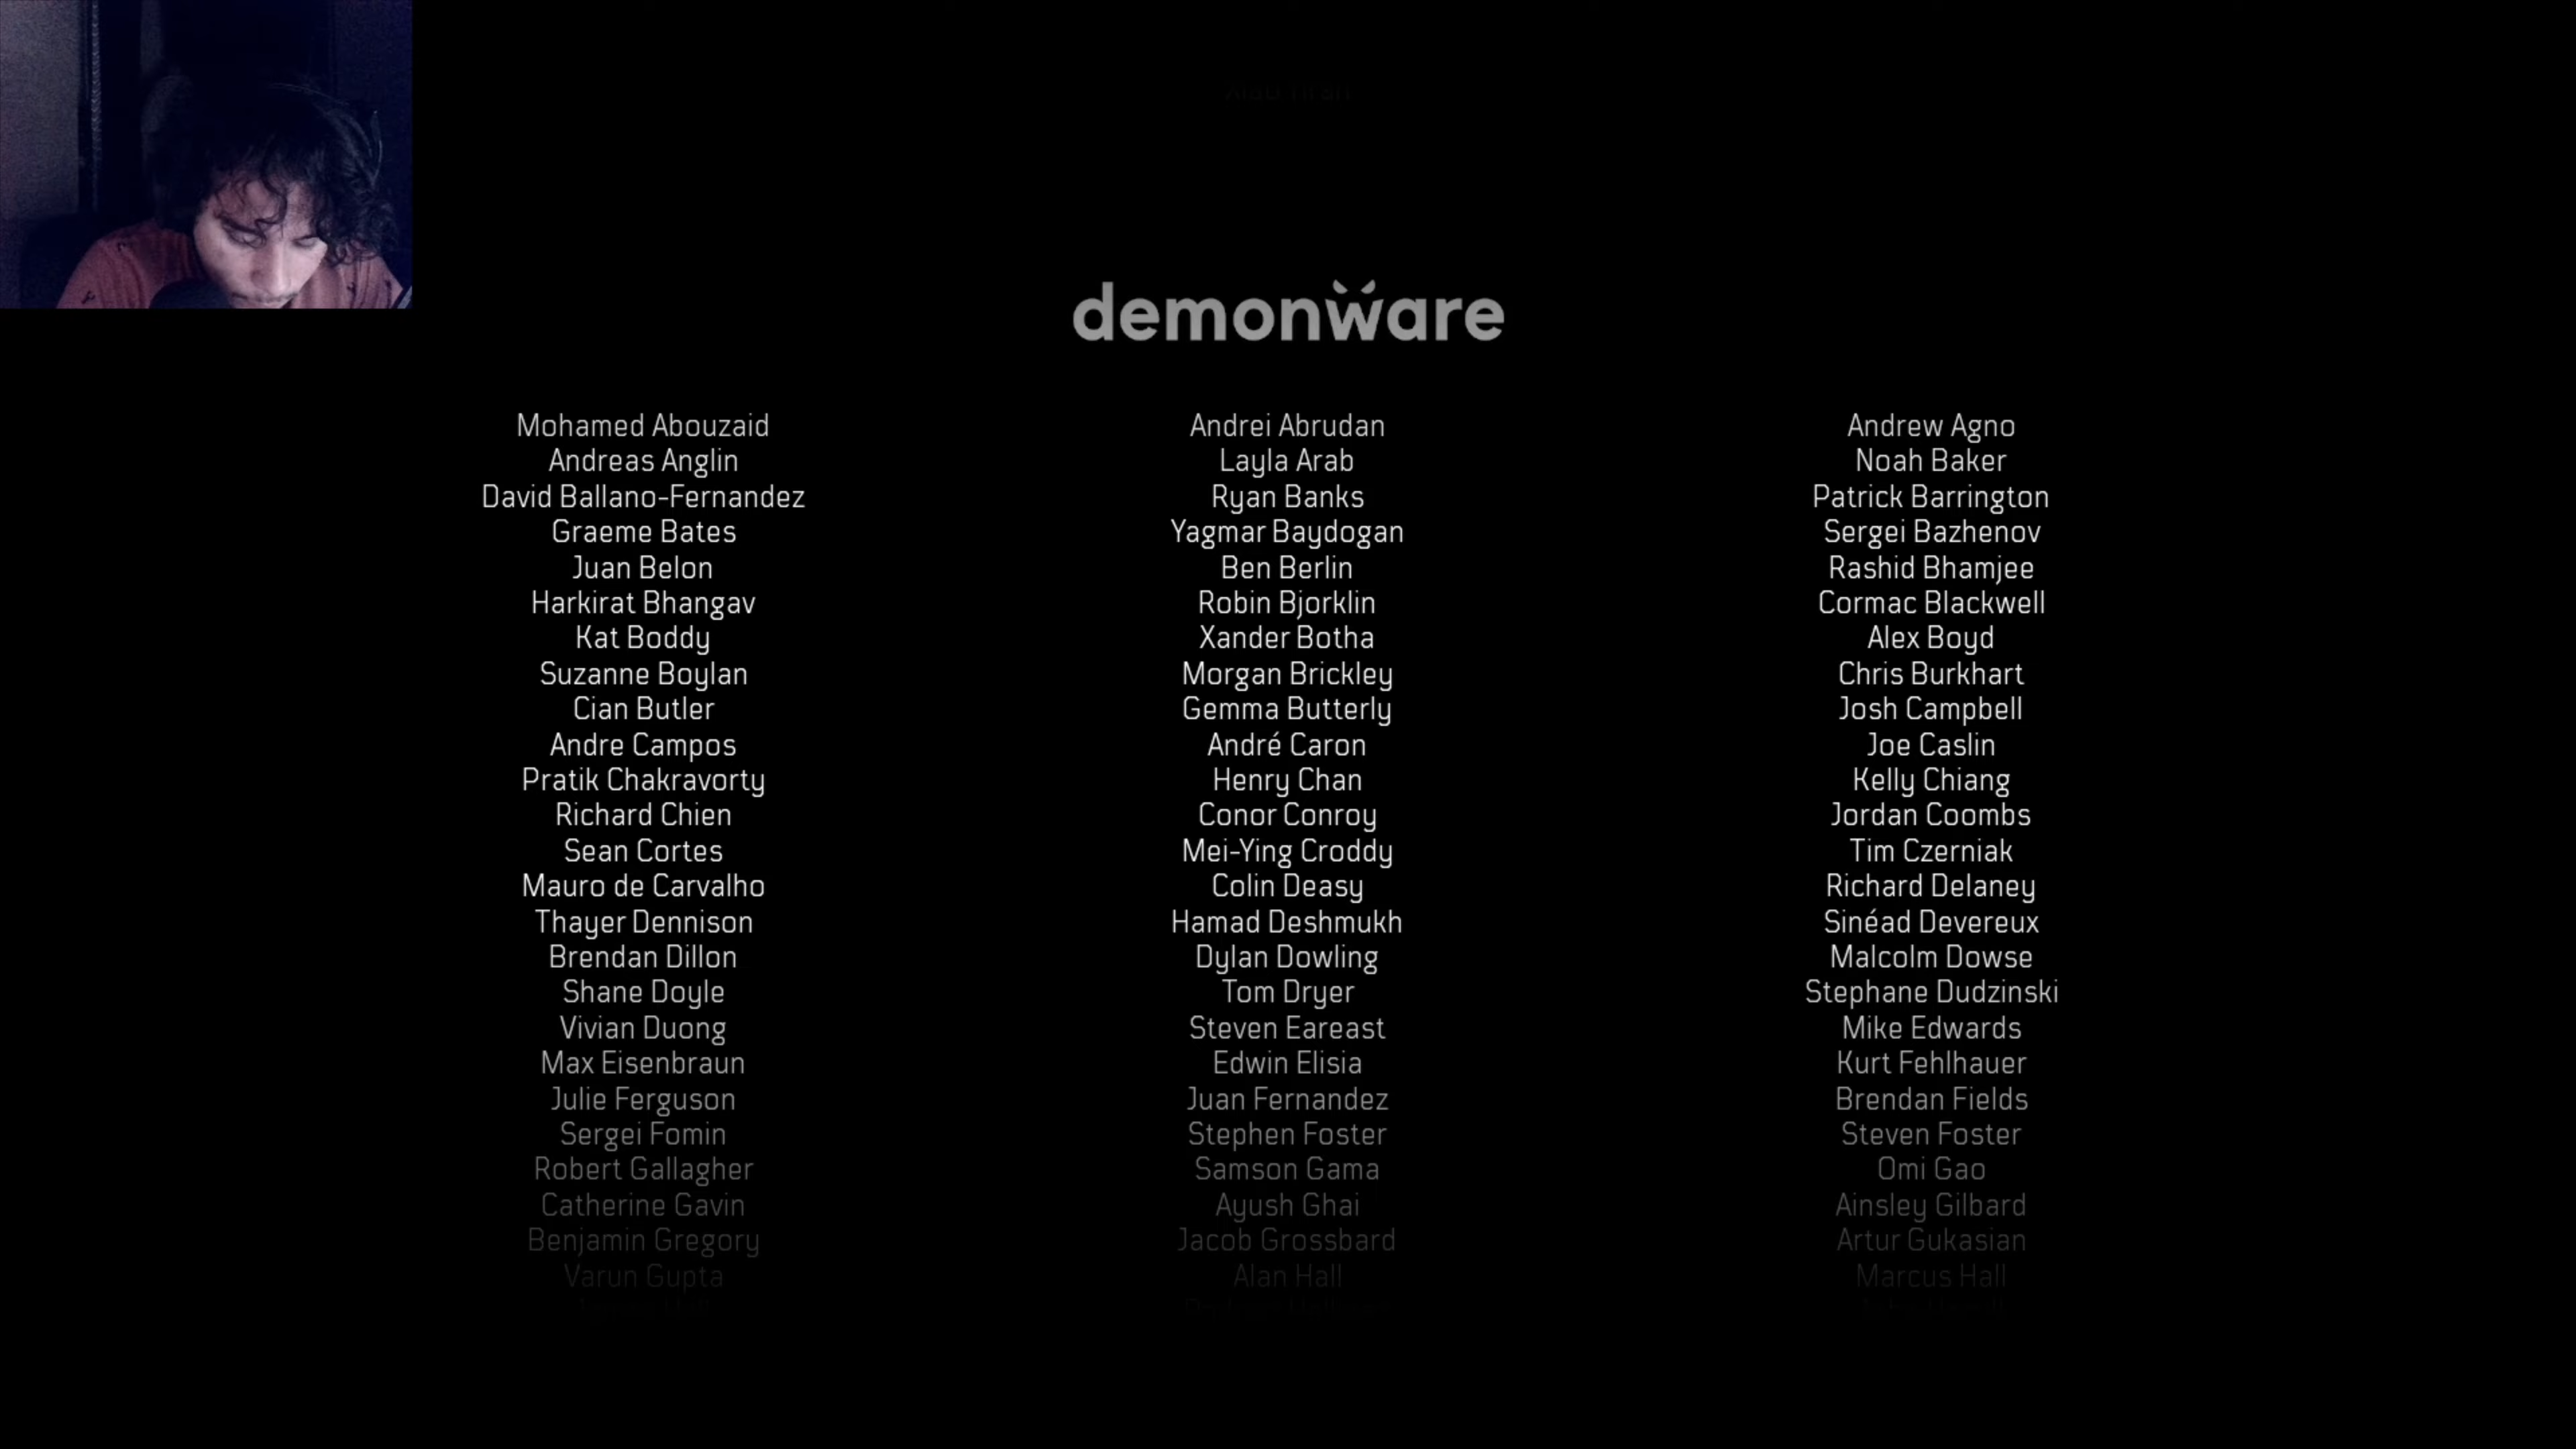 demonware
Mohamed Abouzaid Andrei Abrudan Andrew Agno
Andreas Anglin Layla Arab Noah Baker
David Ballano-Fernandez Ryan Banks Patrick Barrington
Graeme Bates Yagmar Baydogan Sergei Bazhenov
Juan Belon Ben Berlin Rashid Bhamjee
Harkirat Bhangav Robin Bjorklin Cormac Blackwell
Kat Boddy Xander Botha Alex Boyd
Suzanne Boylan Morgan Brickley Chris Burkhart
Cian Butler Gemma Butterly Josh Campbell
Andre Campos André Caron Joe Caslin
Pratik Chakravorty Henry Chan Kelly Chiang
Richard Chien Conor Conroy Jordan Coombs
Sean Cortes Mei-Ying Croddy Tim Czerniak
Mauro de Carvalho Colin Deasy Richard Delaney
Thayer Dennison Hamad Deshmukh Sinéad Devereux
Brendan Dillon Dylan Dowling Malcolm Dowse
Shane Doyle Tom Dryer Stephane Dudzinski
Vivian Duong Steven Eareast Mike Edwards
Max Eisenbraun Edwin Elisia Kurt Fehlhauer
Julie Ferguson Juan Fernandez Brendan Fields
Sergei Fomin Stephen Foster Steven Foster
Robert Gallagher Samson Gama Omi Gao
Catherine Gavin Ayush Ghai Ainsley Gilbard
Benjamin Gregory Jacob Grossbard Artur Gukasian
Varun Gupta Alan Hall Marcus Hall